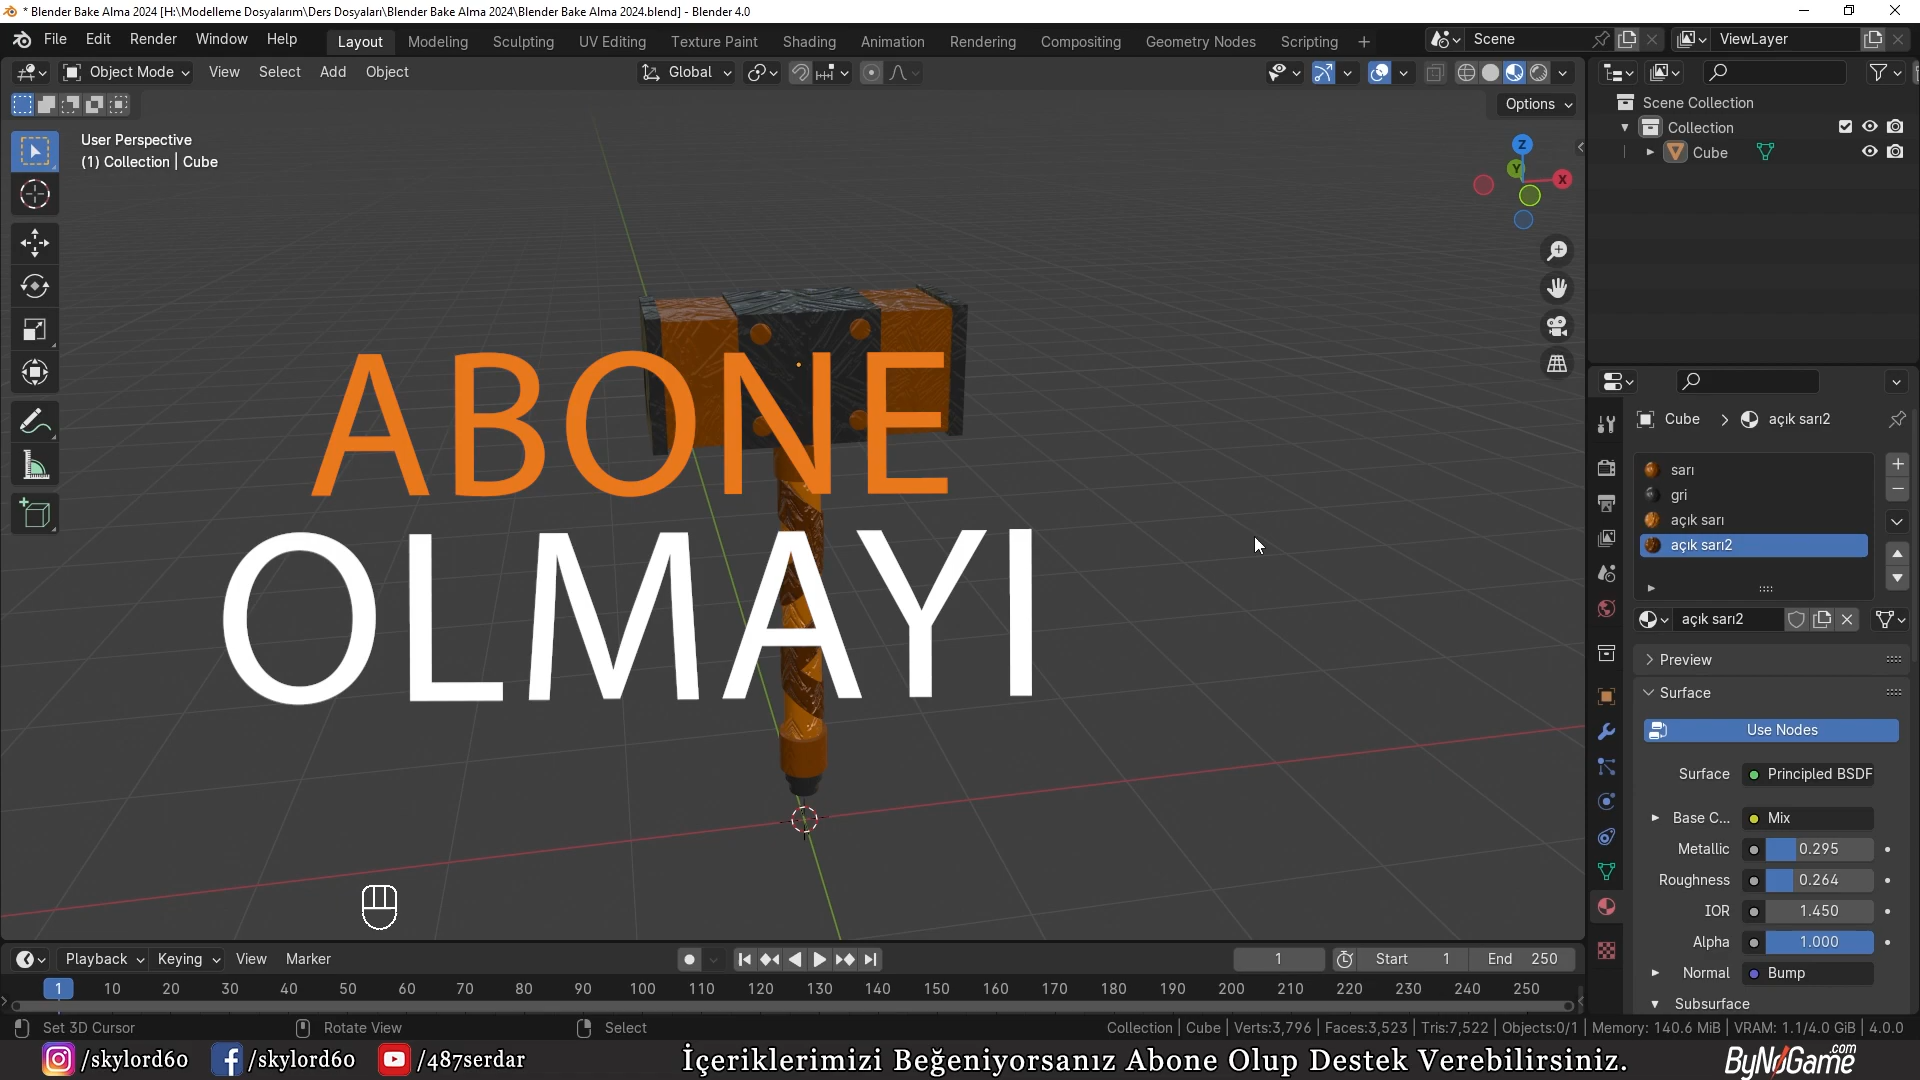 * Blender Bake Alma 2024 [H:\Modelleme Dosyalarım\Ders Dosyaları\Blender Bake Alma 2024\Blender Bake Alma 2024.blend] - Blender 4.0
File Edit Render Window Help Layout Modeling Sculpting UV Editing Texture Paint Shading Animation Rendering Compositing Geometry Nodes Scripting + Scene ViewLayer
Object Mode View Select Add Object Global
Options
User Perspective
(1) Collection | Cube
Z
Y
X
ABONE
OLMAYI
Scene Collection
Collection
Cube
Cube > açık sarı2
sarı
gri
açık sarı
açık sarı2
açık sarı2
Preview
Surface
Use Nodes
Surface Principled BSDF
Base C... Mix
Metallic 0.295
Roughness 0.264
IOR 1.450
Alpha 1.000
Normal Bump
Subsurface
Playback Keying View Marker 1 Start 1 End 250
1 10 20 30 40 50 60 70 80 90 100 110 120 130 140 150 160 170 180 190 200 210 220 230 240 250
Set 3D Cursor Rotate View Select Collection | Cube | Verts:3,796 | Faces:3,523 | Tris:7,522 | Objects:0/1 | Memory: 140.6 MiB | VRAM: 1.1/4.0 GiB | 4.0.0
/skylord60 /skylord60 /487serdar İçeriklerimizi Beğeniyorsanız Abone Olup Destek Verebilirsiniz. ByNoGame.com